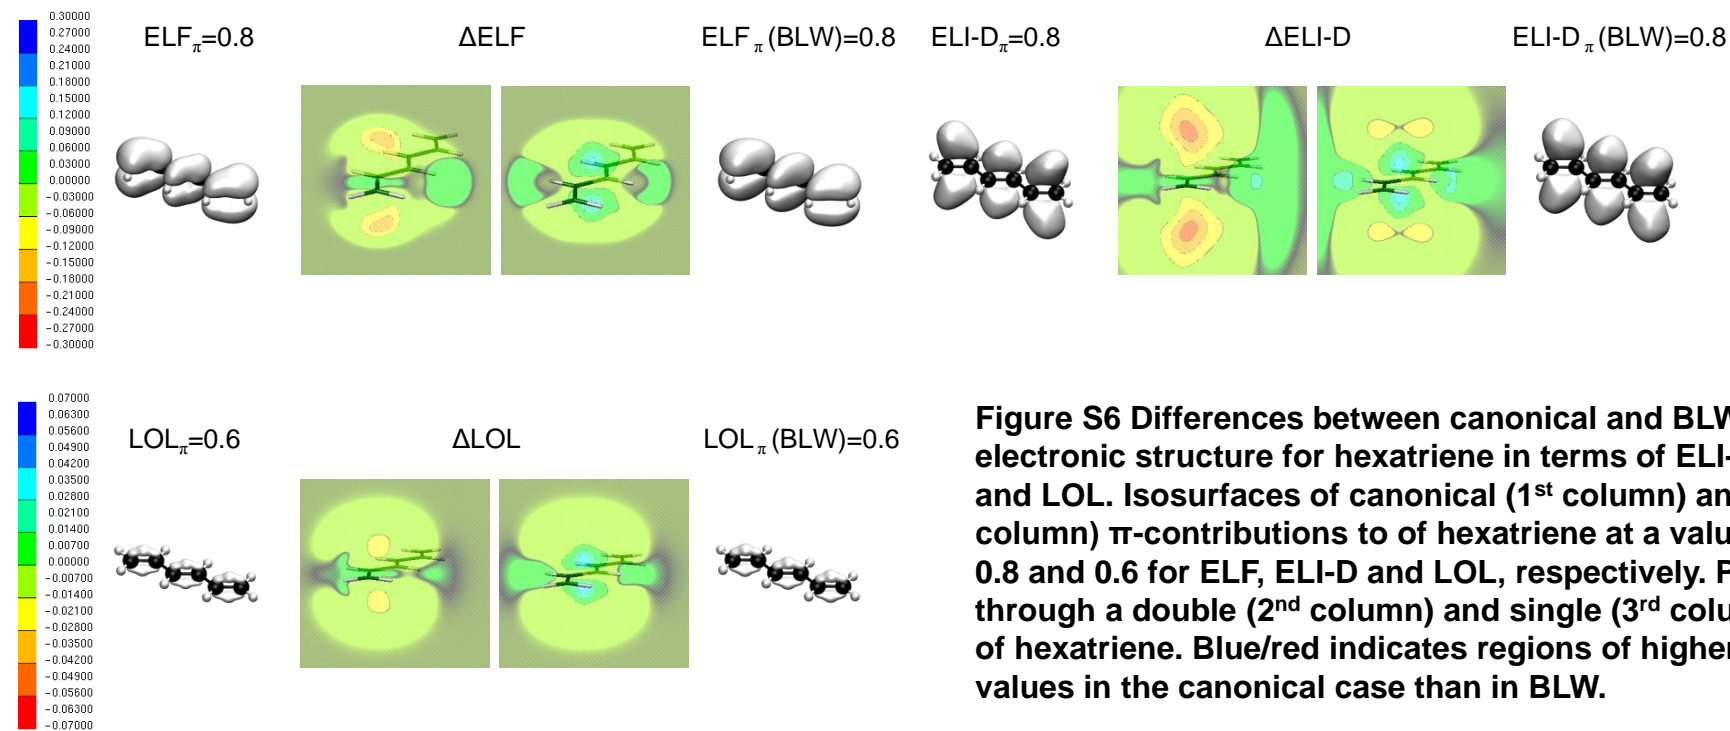 ELFπ=0.8
ΔELF
ELF π (BLW)=0.8
ELI-Dπ=0.8
ΔELI-D
ELI-D π (BLW)=0.8
0.30000
0.27000
0.24000
0.21000
0.18000
0.15000
0.12000
0.09000
0.06000
0.03000
0.00000
-0.03000
-0.06000
-0.09000
-0.12000
-0.15000
-0.18000
-0.21000
-0.24000
-0.27000
-0.30000
LOLπ=0.6
ΔLOL
LOL π (BLW)=0.6
0.07000
0.06300
0.05600
0.04900
0.04200
0.03500
0.02800
0.02100
0.01400
0.00700
0.00000
-0.00700
-0.01400
-0.02100
-0.02800
-0.03500
-0.04200
-0.04900
-0.05600
-0.06300
-0.07000
Figure S6 Differences between canonical and BLW
electronic structure for hexatriene in terms of ELI-
and LOL. Isosurfaces of canonical (1st column) an
column) π-contributions to of hexatriene at a valu
0.8 and 0.6 for ELF, ELI-D and LOL, respectively. P
through a double (2nd column) and single (3rd colu
of hexatriene. Blue/red indicates regions of higher
values in the canonical case than in BLW.